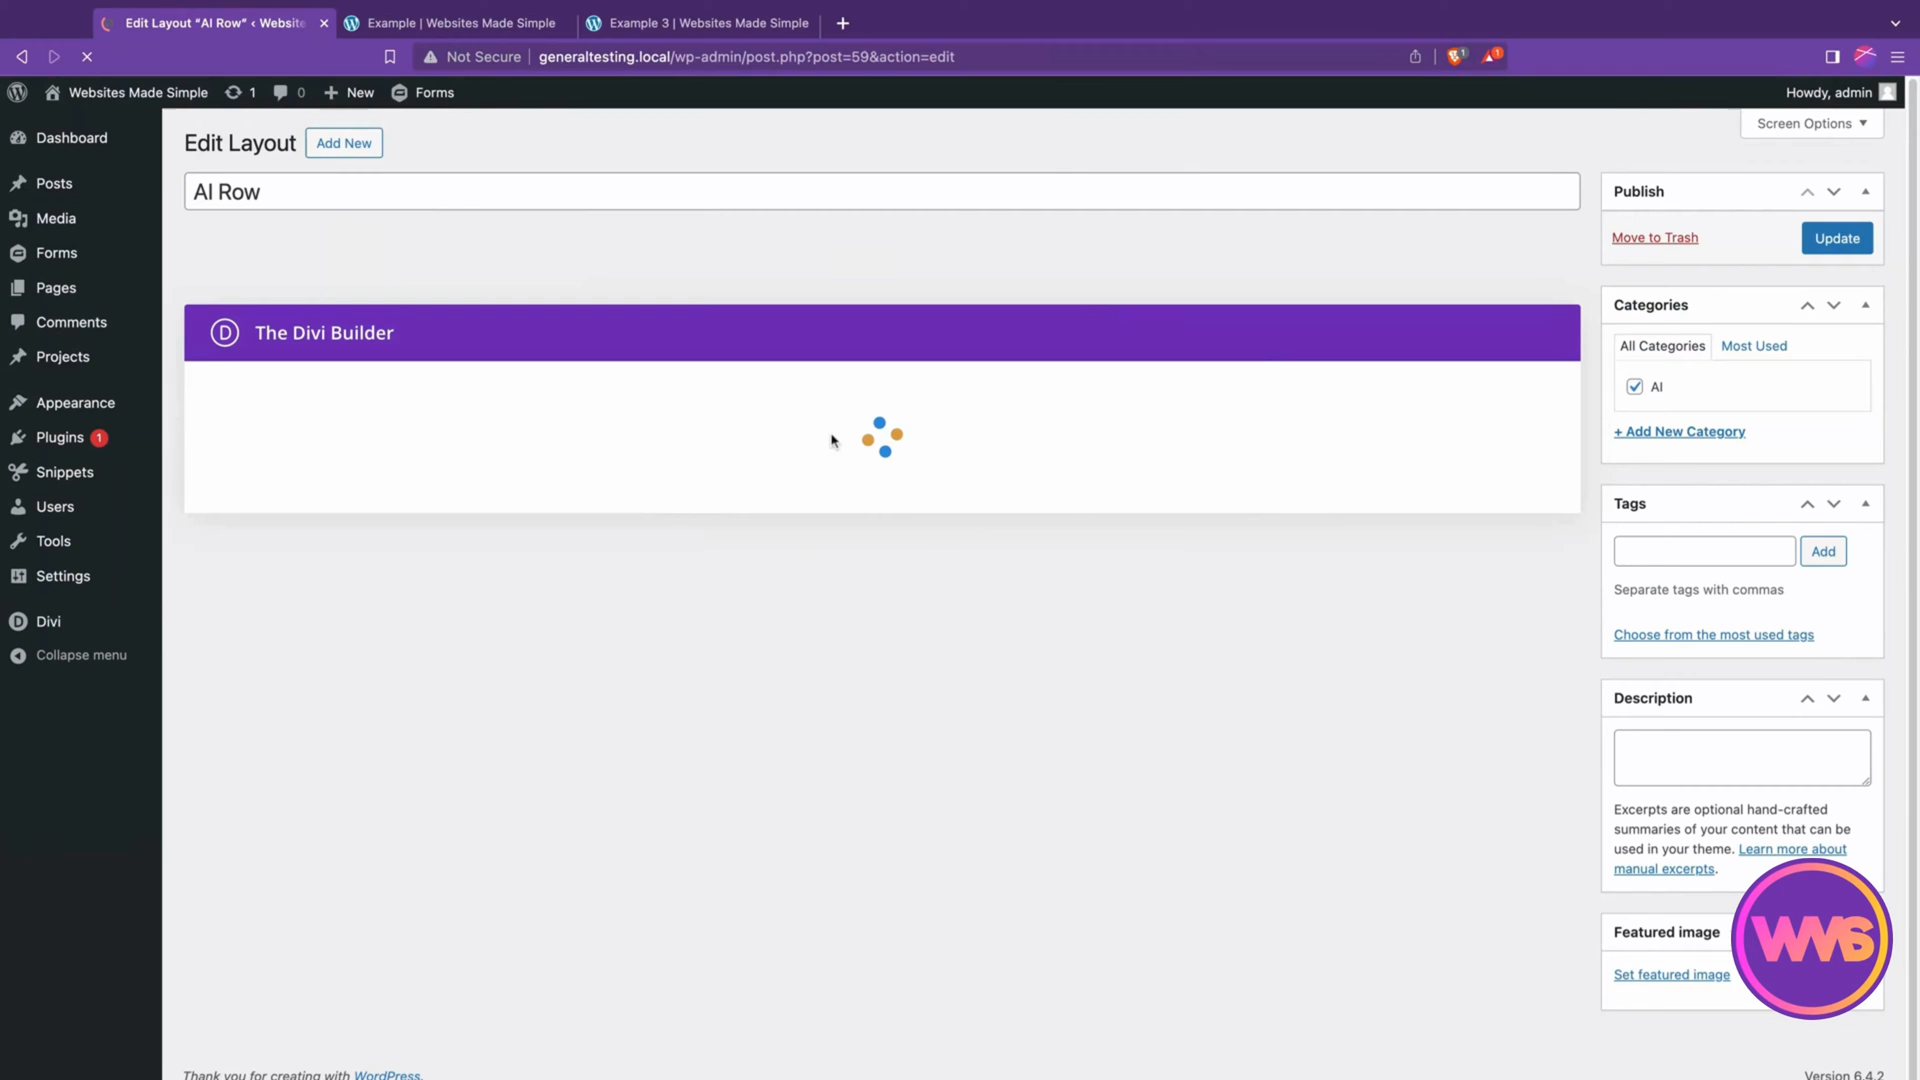 Edit Layout “AI Row” ‹ Website
Example | Websites Made Simple
Example 3 | Websites Made Simple
Not Secure generaltesting.local/wp-admin/post.php?post=59&action=edit
1
1
Websites Made Simple 1 0 New Forms
Howdy, admin
Dashboard
Posts
Media
Forms
Pages
Comments
Projects
Appearance
Plugins 1
Snippets
Users
Tools
Settings
Divi
Collapse menu
Screen Options
Edit Layout Add New
AI Row
D The Divi Builder
Publish
Move to Trash Update
Categories
All Categories Most Used
AI
+ Add New Category
Tags
Add
Separate tags with commas
Choose from the most used tags
Description
Excerpts are optional hand-crafted
summaries of your content that can be
used in your theme. Learn more about
manual excerpts.
Featured image
Set featured image
WMS
Thank you for creating with WordPress.
Version 6.4.2